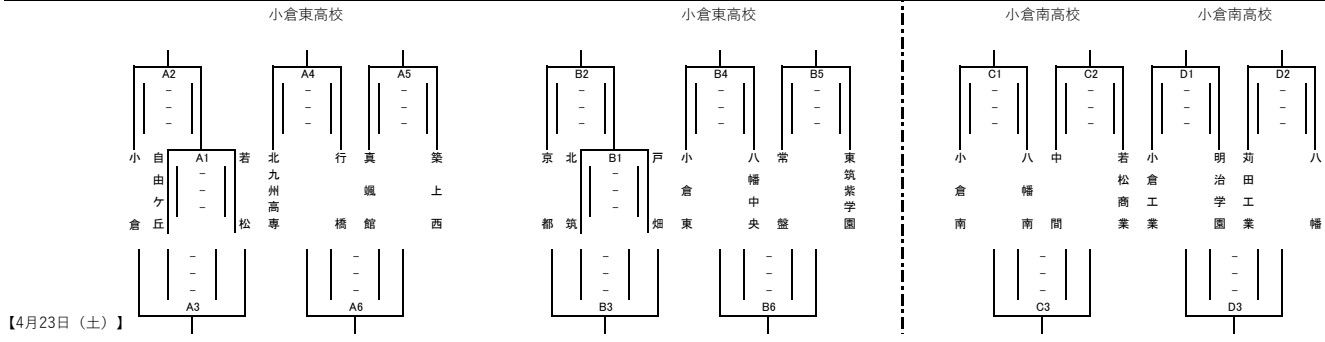 小倉東高校 小倉東高校 小倉南高校 小倉南高校
A2 A4 A5 B2 B4 B5 C1 C2 D1 D2
- - - - - - - - - -
- - - - - - - - - -
- - - - - - - - - -
A1 B1
- -
- -
- -
小倉
自由ケ丘
若松
北九州高専
行橋
真颯館
築上西
京都
北筑
戸畑
小倉東
八幡中央
常盤
東筑紫学園
小倉南
八幡南
中間
若松商業
小倉工業
明治学園
苅田工業
八幡
- - - - - -
- - - - - -
- - - - - -
A3 A6 B3 B6 C3 D3
【4月23日（土）】